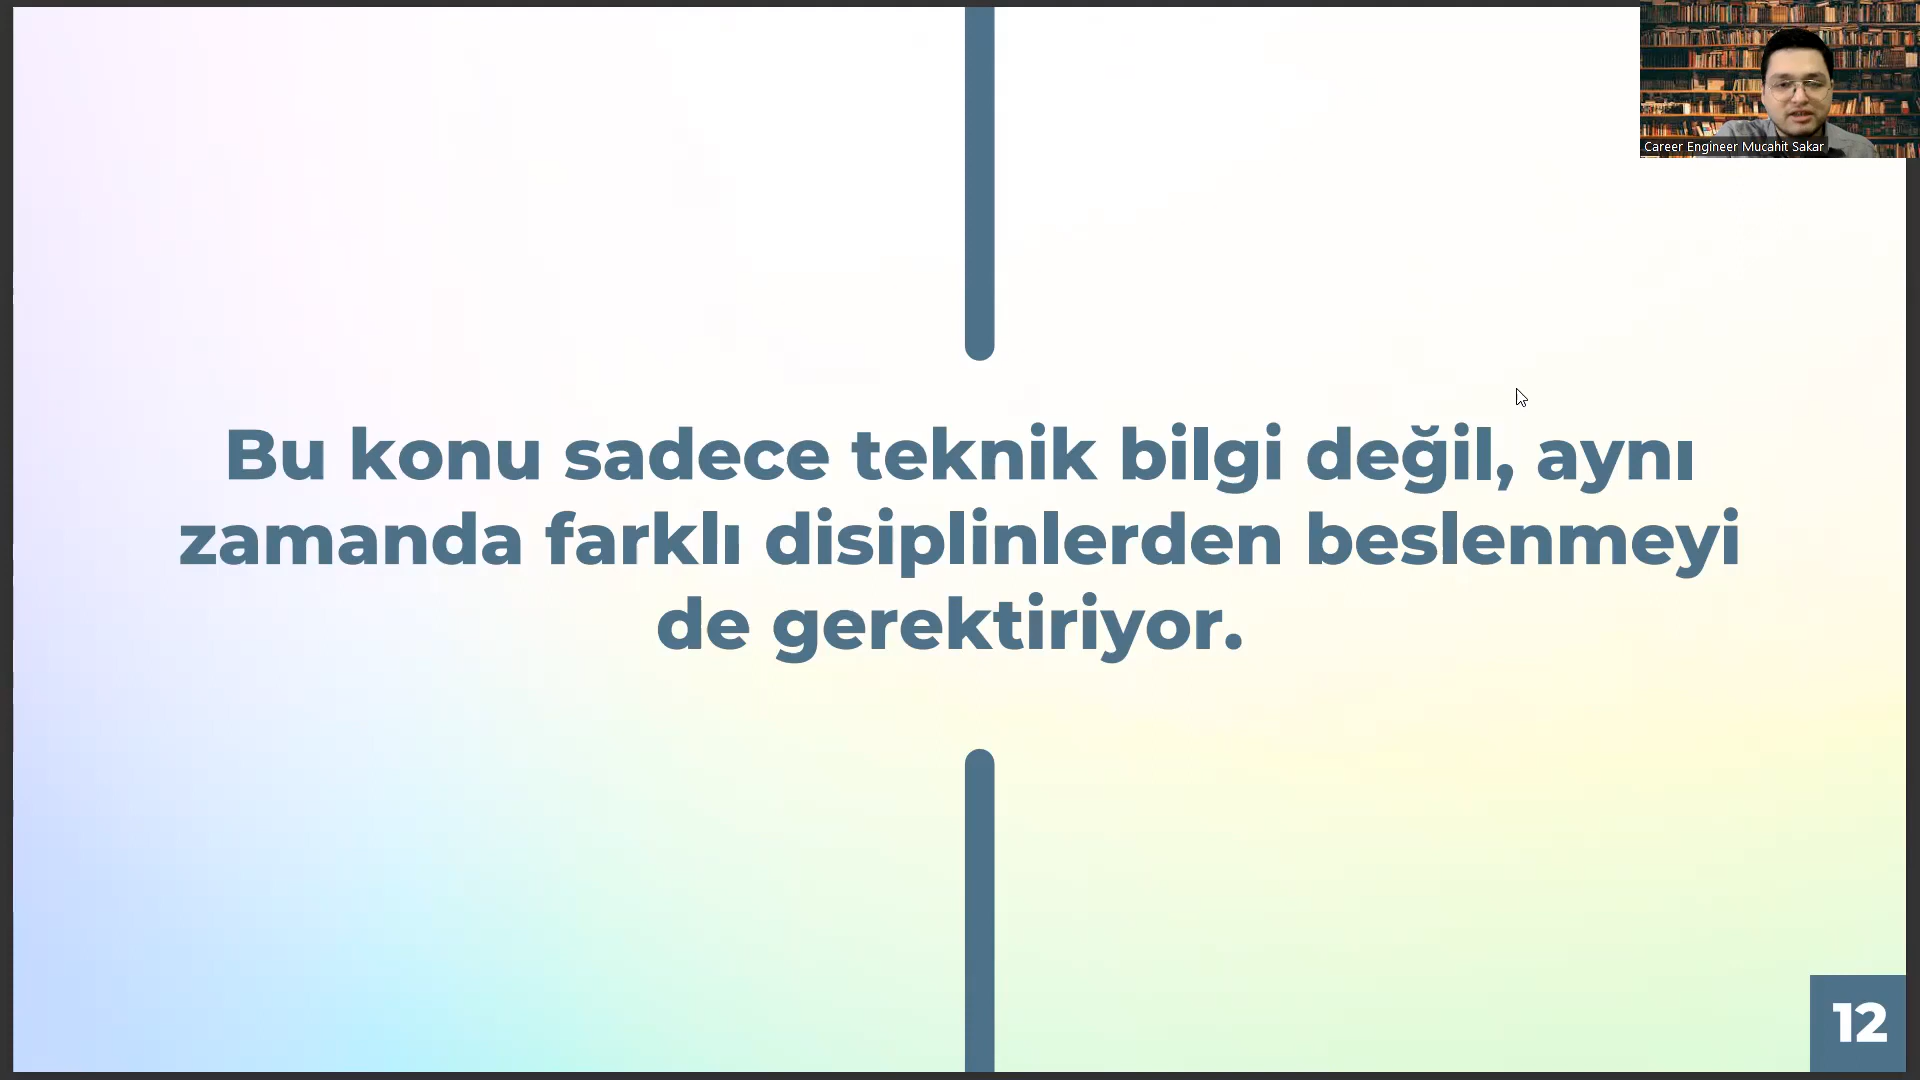 Career Engineer Mucahit Sakar
Bu konu sadece teknik bilgi değil, aynı
zamanda farklı disiplinlerden beslenmeyi
de gerektiriyor.
12